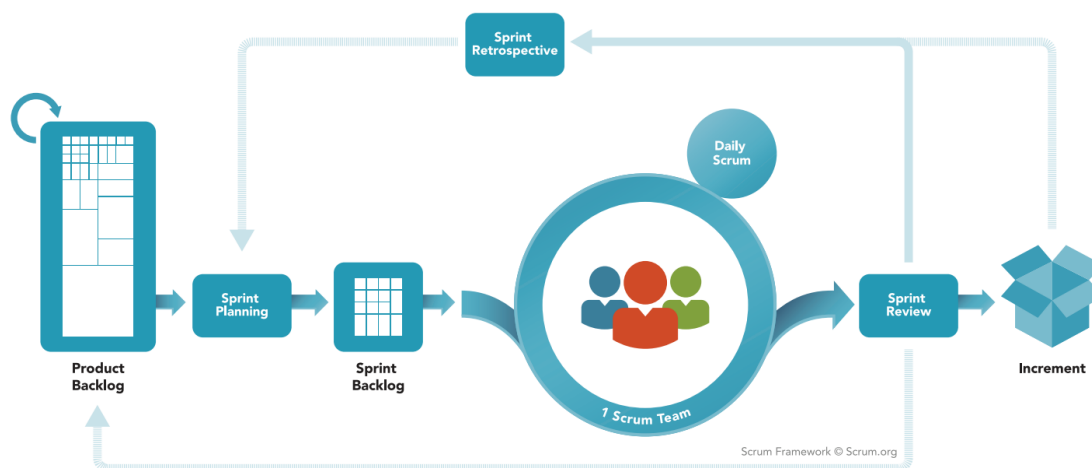 Sprint
Retrospective
Daily
Scrum
Sprint
Planning
Sprint
Review
Product
Backlog
Sprint
Backlog
Increment
1 Scrum Team
Scrum Framework © Scrum.org